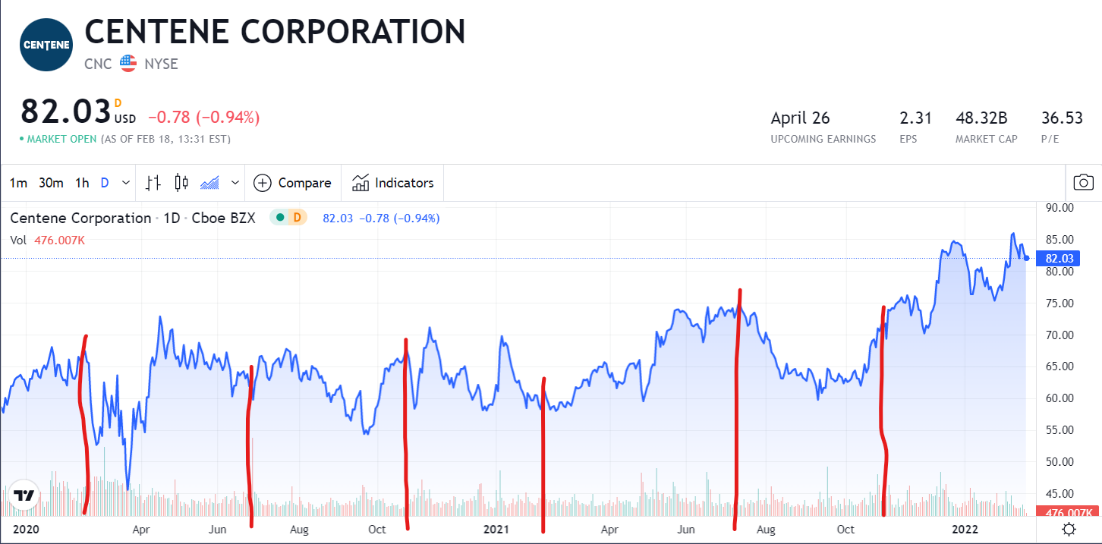 CENTENE
CENTENE CORPORATION
CNC NYSE
82.03 D USD −0.78 (−0.94%)
• MARKET OPEN (AS OF FEB 18, 13:31 EST)
April 26 2.31 48.32B 36.53
UPCOMING EARNINGS EPS MARKET CAP P/E
1m 30m 1h D Compare Indicators
Centene Corporation · 1D · Cboe BZX D 82.03 −0.78 (−0.94%)
Vol 476.007K
90.00
85.00
82.03
80.00
75.00
70.00
65.00
60.00
55.00
50.00
45.00
476.007K
2020 Apr Jun Aug Oct 2021 Apr Jun Aug Oct 2022